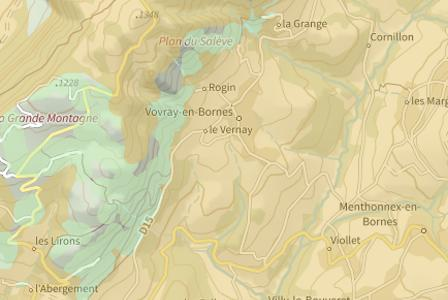 .1348
la Grange
Plan du Salève
Cornillon
.1228
Rogin
les Marg
Vovray-en-Bornes
a Grande Montagne
le Vernay
Menthonnex-en-
Bornes
D15
les Lirons
Viollet
l'Abergement